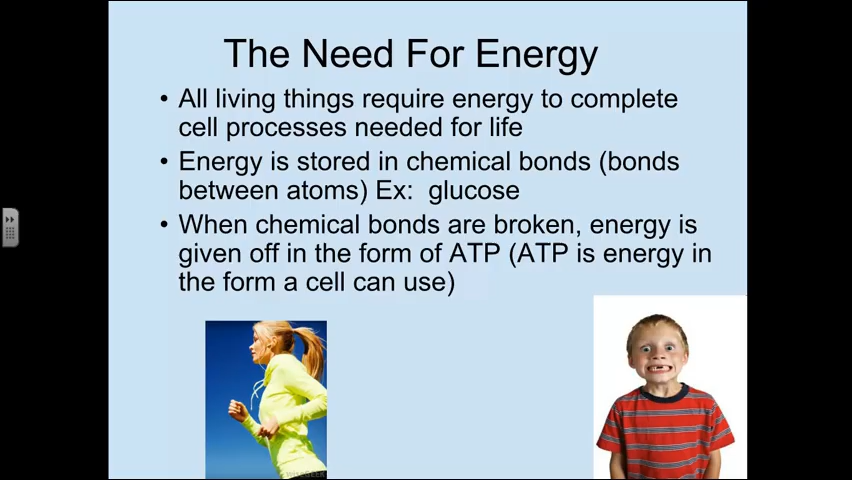 The Need For Energy
• All living things require energy to complete
cell processes needed for life
• Energy is stored in chemical bonds (bonds
between atoms) Ex:  glucose
• When chemical bonds are broken, energy is
given off in the form of ATP (ATP is energy in
the form a cell can use)